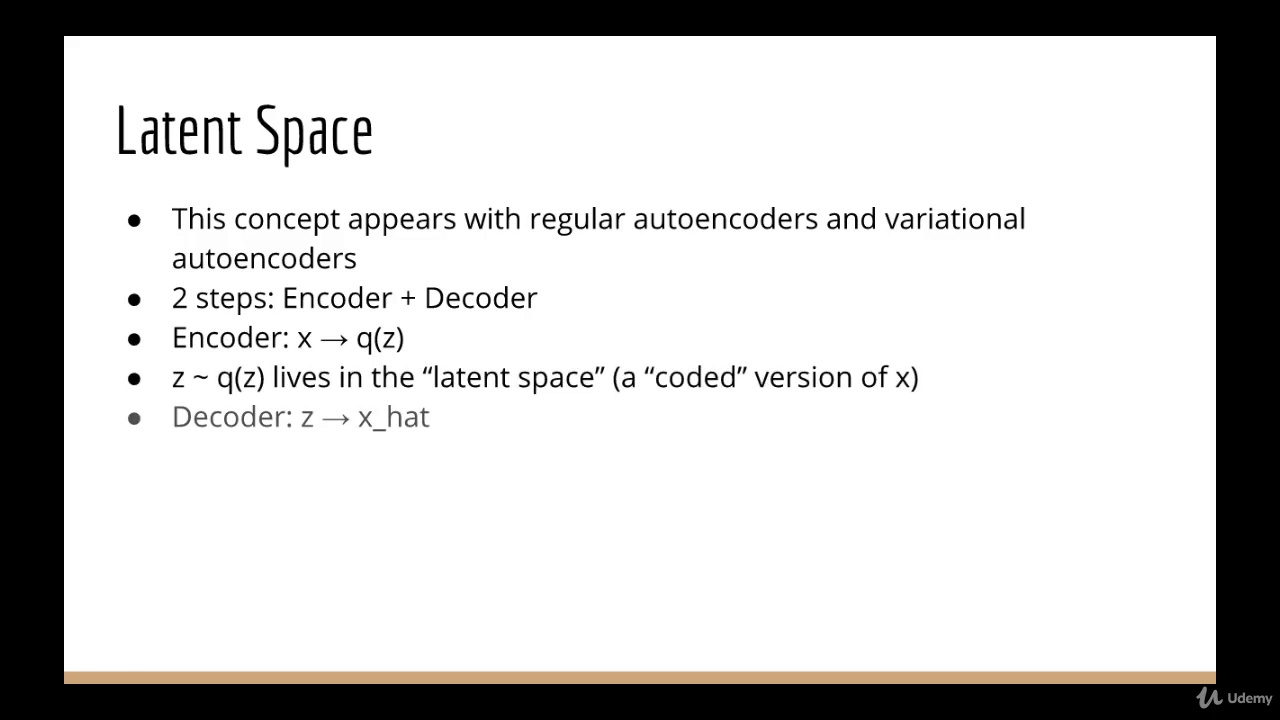 Latent Space
● This concept appears with regular autoencoders and variational
autoencoders
● 2 steps: Encoder + Decoder
● Encoder: x → q(z)
● z ~ q(z) lives in the “latent space” (a “coded” version of x)
● Decoder: z → x_hat
Udemy